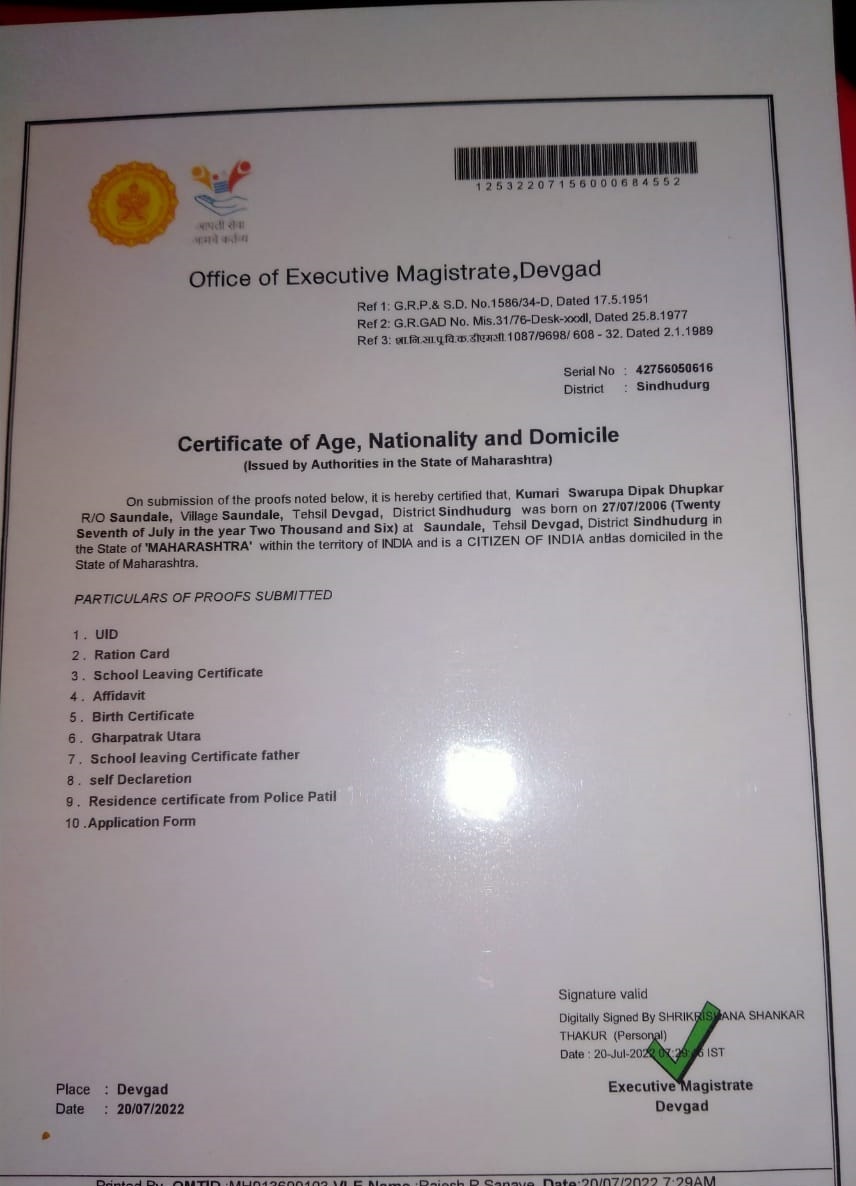 आपली सेवा
आमचे कर्तव्य
12532207156000684552
Office of Executive Magistrate,Devgad
Ref 1: G.R.P.& S.D. No.1586/34-D, Dated 17.5.1951
Ref 2: G.R.GAD No. Mis.31/76-Desk-xxxdl, Dated 25.8.1977
Ref 3: शा.नि.सा.पू.वि.क.डीएमसी.1087/9698/ 608 - 32. Dated 2.1.1989
Serial No : 42756050616
District : Sindhudurg
Certificate of Age, Nationality and Domicile
(Issued by Authorities in the State of Maharashtra)
On submission of the proofs noted below, it is hereby certified that, Kumari Swarupa Dipak Dhupkar
R/O Saundale, Village Saundale, Tehsil Devgad, District Sindhudurg was born on 27/07/2006 (Twenty
Seventh of July in the year Two Thousand and Six) at Saundale, Tehsil Devgad, District Sindhudurg in
the State of 'MAHARASHTRA' within the territory of INDIA and is a CITIZEN OF INDIA domiciled in the
State of Maharashtra.
PARTICULARS OF PROOFS SUBMITTED
1 . UID
2 . Ration Card
3 . School Leaving Certificate
4 . Affidavit
5 . Birth Certificate
6 . Gharpatrak Utara
7 . School leaving Certificate father
8 . self Declaretion
9 . Residence certificate from Police Patil
10 .Application Form
Signature valid
Digitally Signed By SHRIKRISHANA SHANKAR
THAKUR (Personal)
Date : 20-Jul-2022 IST
Executive Magistrate
Devgad
Place : Devgad
Date : 20/07/2022
Printed By OMTID :MH013600103 VLE Name :Rajesh R Sanaye Date:20/07/2022 7:29AM